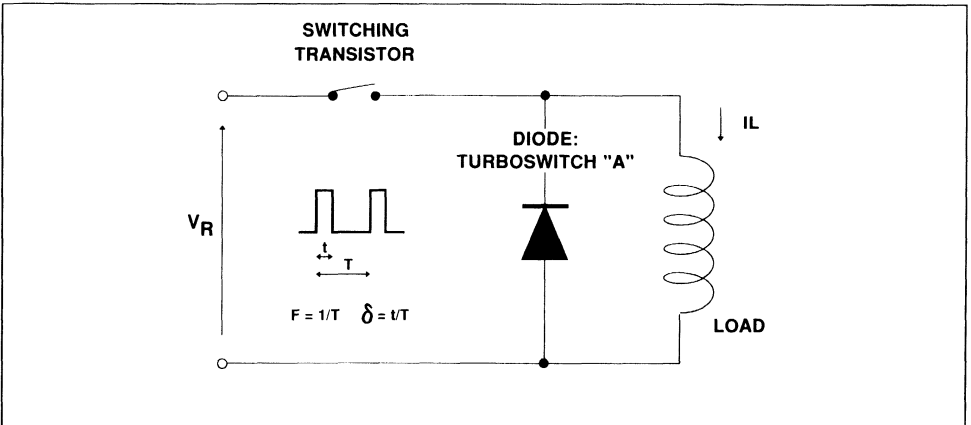 SWITCHING
TRANSISTOR
IL
DIODE:
TURBOSWITCH "A"
VR
t
T
F = 1/T δ = t/T
LOAD